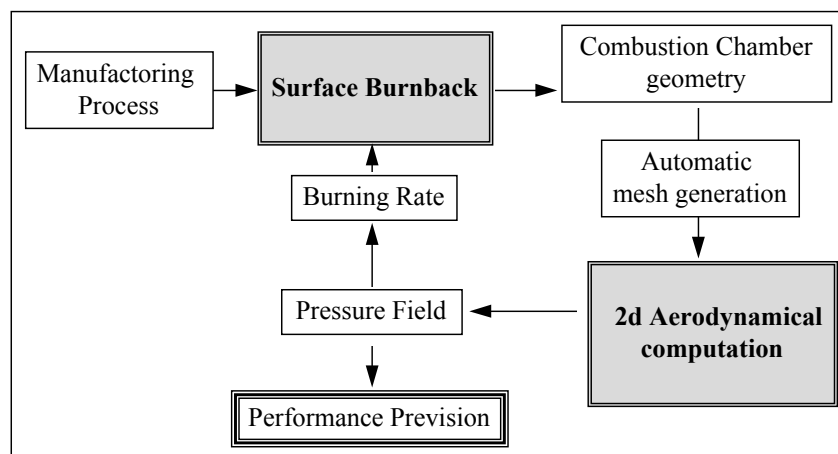 Manufactoring
Process
Surface Burnback
Combustion Chamber
geometry
Automatic
mesh generation
Burning Rate
Pressure Field
2d Aerodynamical
computation
Performance Prevision